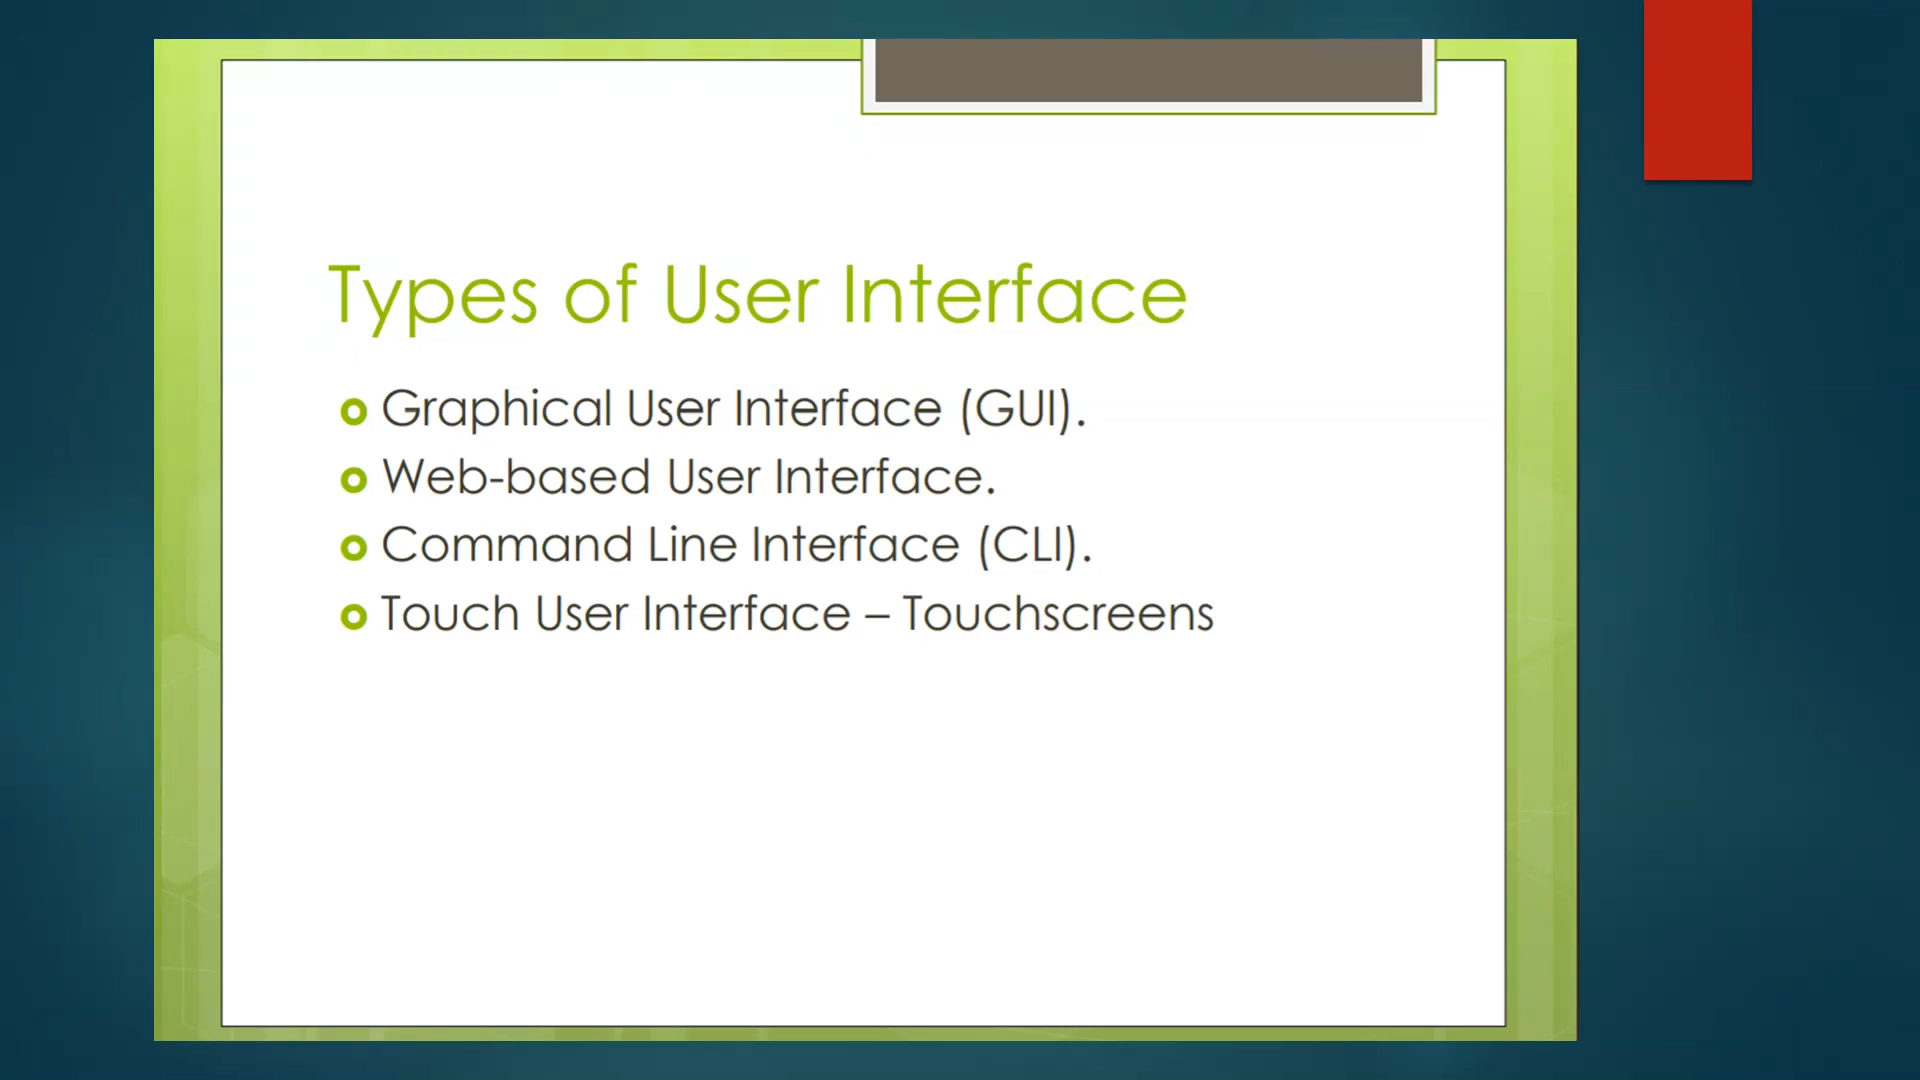 Types of User Interface
Graphical User Interface (GUI).
Web-based User Interface.
Command Line Interface (CLI).
Touch User Interface – Touchscreens